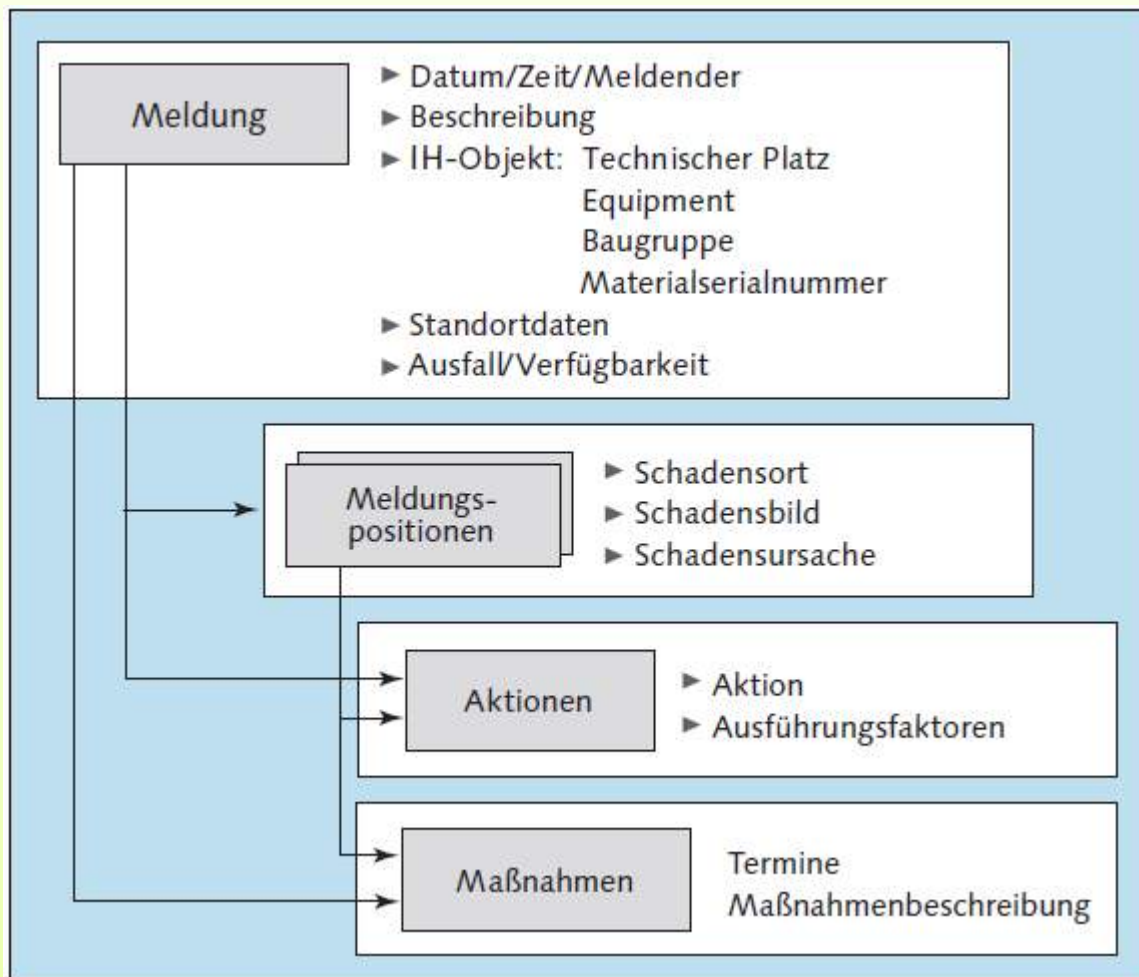 Meldung
▶ Datum/Zeit/Meldender
▶ Beschreibung
▶ IH-Objekt: Technischer Platz
Equipment
Baugruppe
Materialserialnummer
▶ Standortdaten
▶ Ausfall/Verfügbarkeit
Meldungs-
positionen
▶ Schadensort
▶ Schadensbild
▶ Schadensursache
Aktionen
▶ Aktion
▶ Ausführungsfaktoren
Maßnahmen
Termine
Maßnahmenbeschreibung